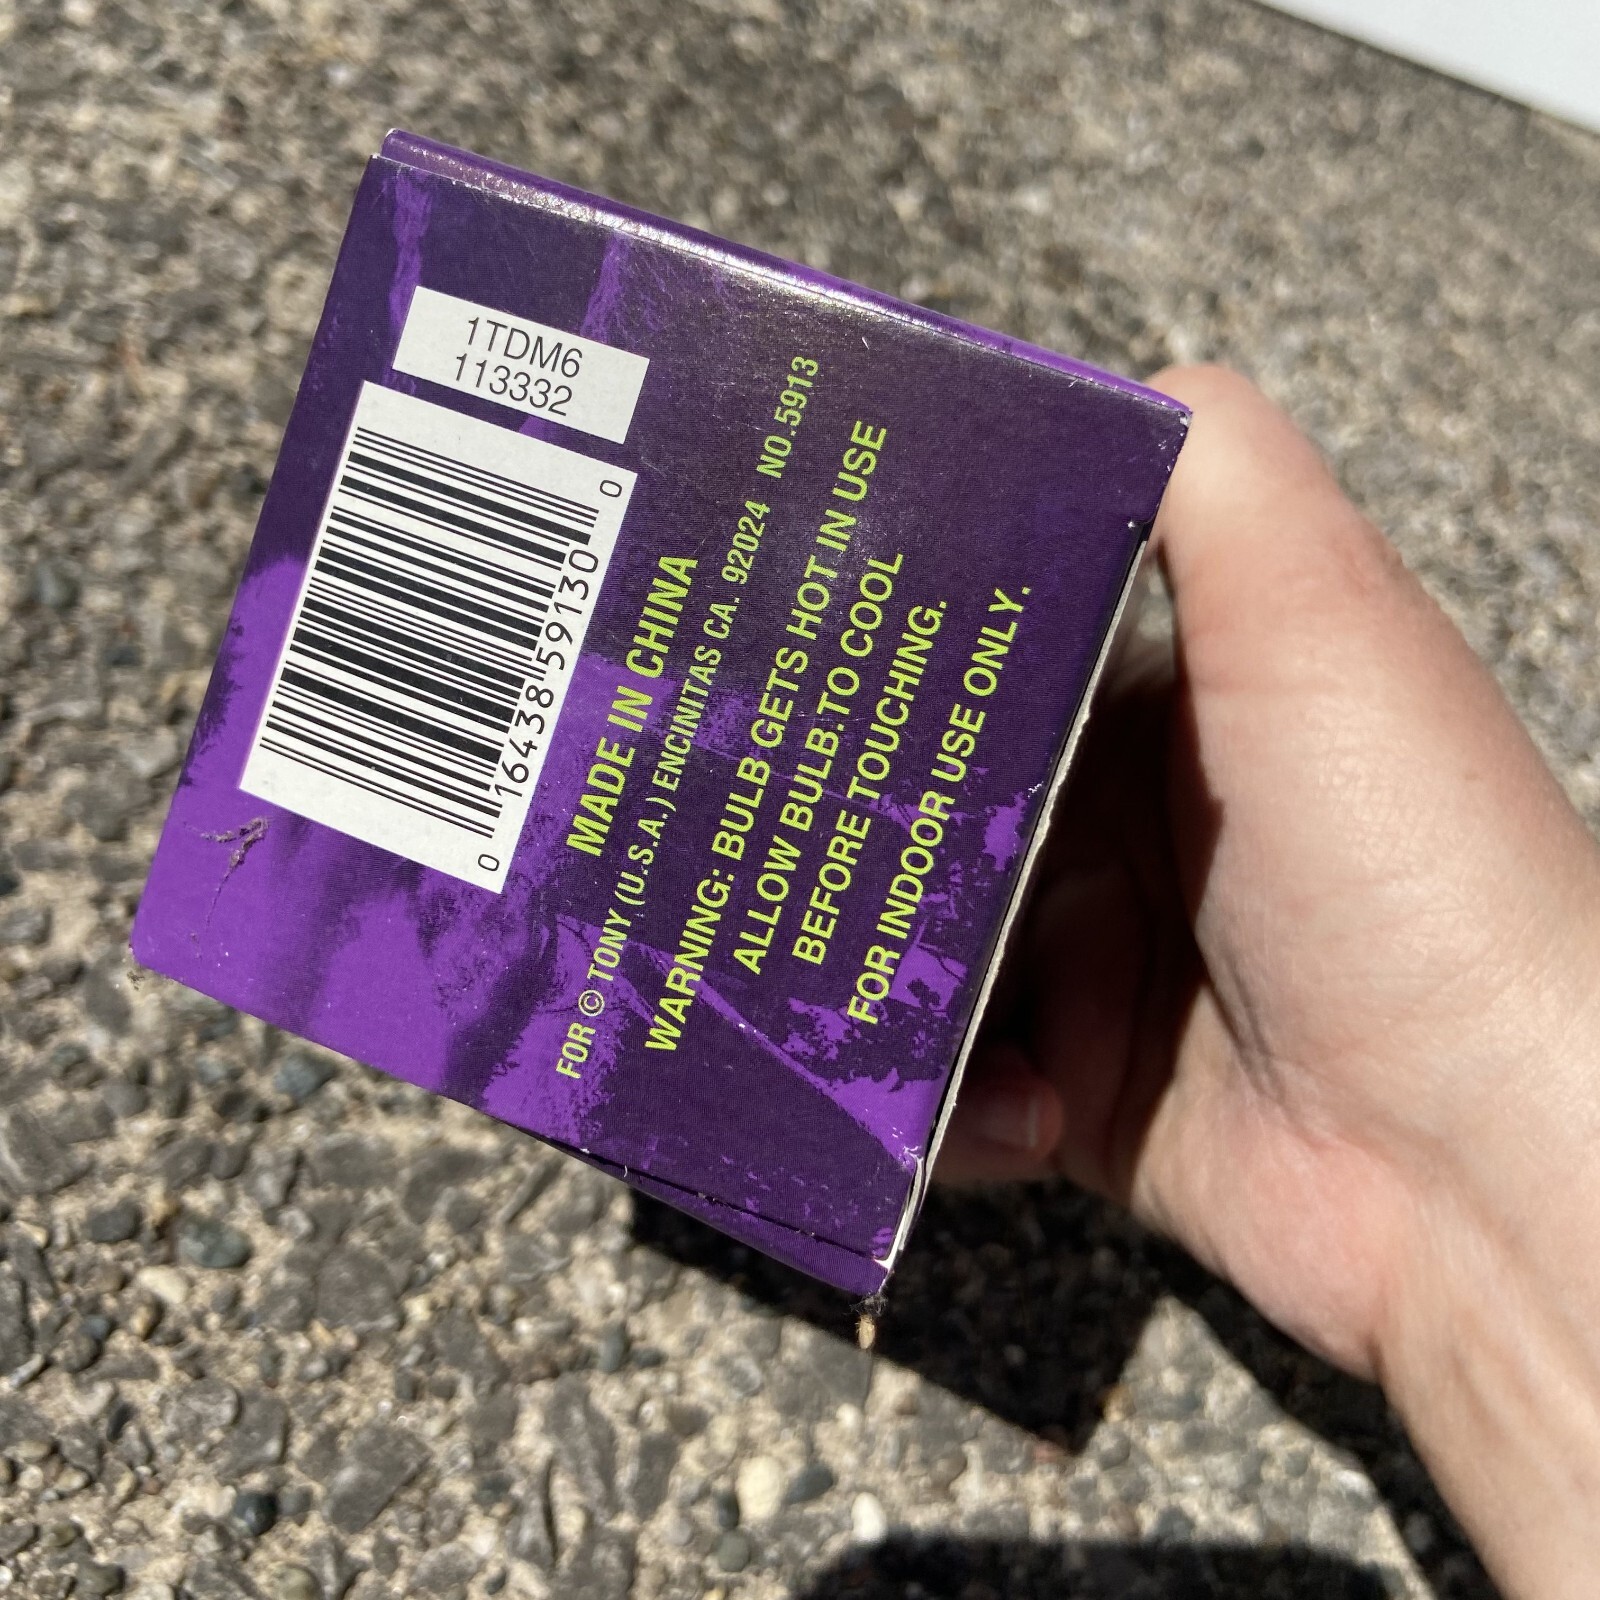 1TDM6
113332
0 16438 59130 0
MADE IN CHINA
FOR © TONY (U.S.A.) ENCINITAS CA. 92024 NO.5913
WARNING: BULB GETS HOT IN USE
ALLOW BULB.TO COOL
BEFORE TOUCHING.
FOR INDOOR USE ONLY.